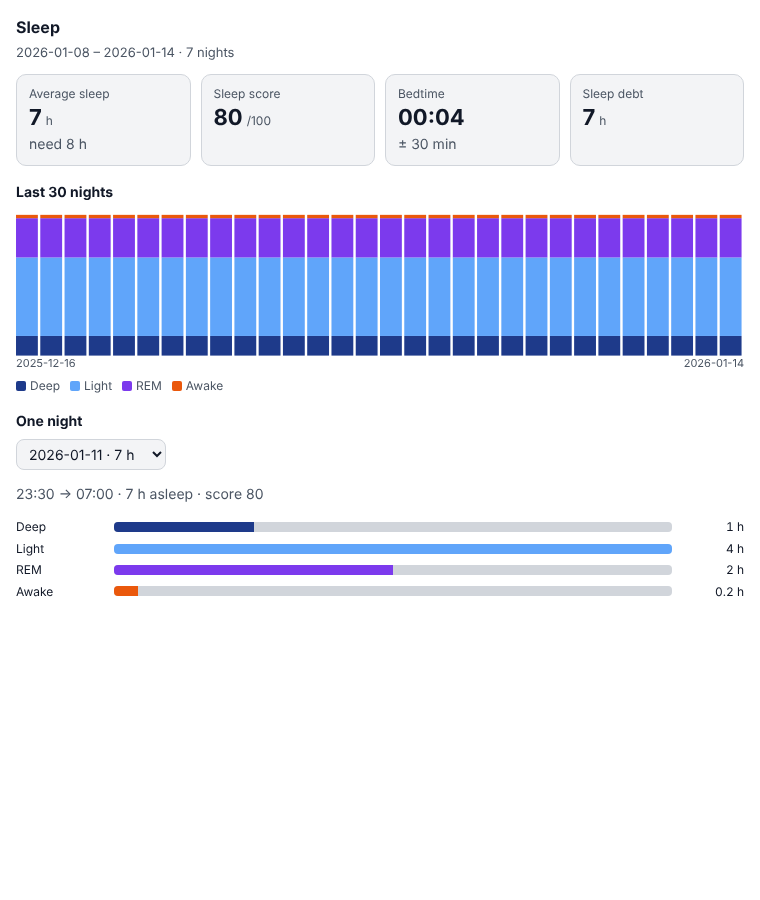 Sleep
2026-01-08 – 2026-01-14 · 7 nights
Average sleep
7 h
need 8 h
Sleep score
80 /100
Bedtime
00:04
± 30 min
Sleep debt
7 h
Last 30 nights
2025-12-16
2026-01-14
Deep
Light
REM
Awake
One night
2026-01-11 · 7 h
23:30 → 07:00 · 7 h asleep · score 80
Deep 1 h
Light 4 h
REM 2 h
Awake 0.2 h